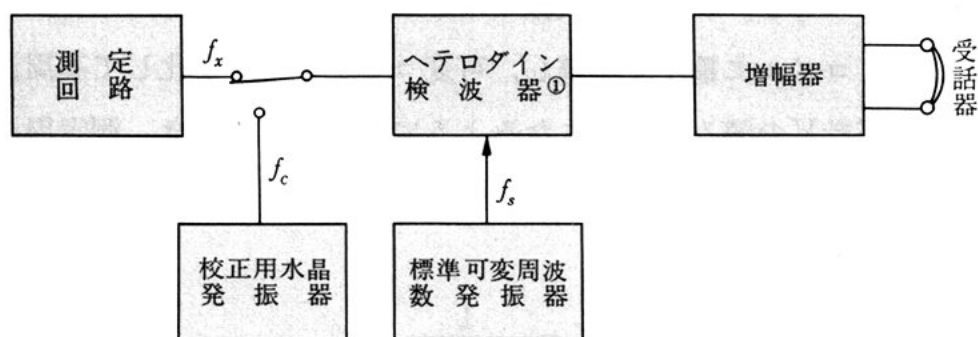 測定
回路
f_x
ヘテロダイン
検波器①
増幅器
受話器
f_c
f_s
校正用水晶
発振器
標準可変周波
数発振器